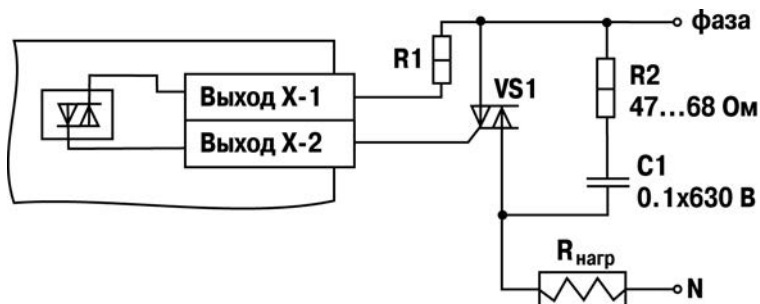 фаза
R1
VS1
R2
47...68 Ом
Выход X-1
Выход X-2
C1
0.1x630 В
Rнагр
N